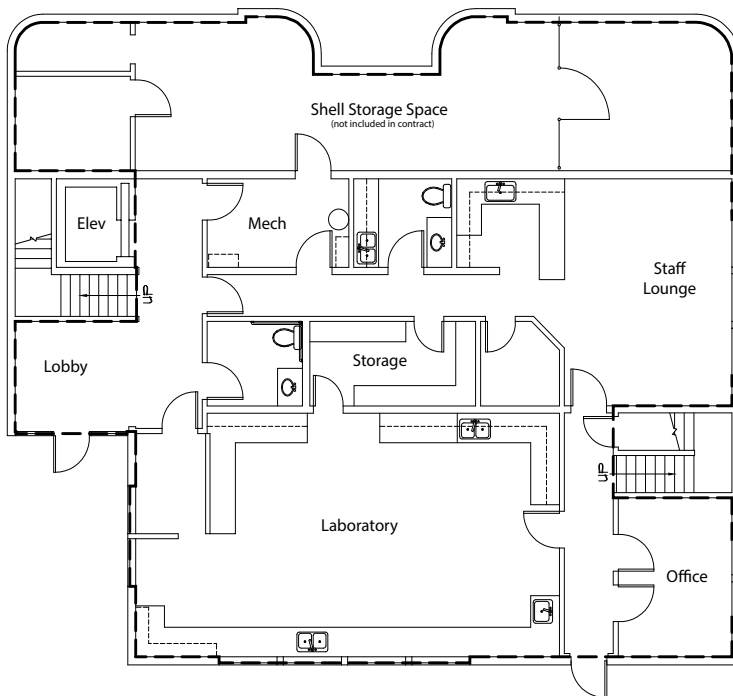 Shell Storage Space
(not included in contract)
Elev
Mech
Staff
Lounge
UP
Lobby
Storage
UP
Laboratory
Office